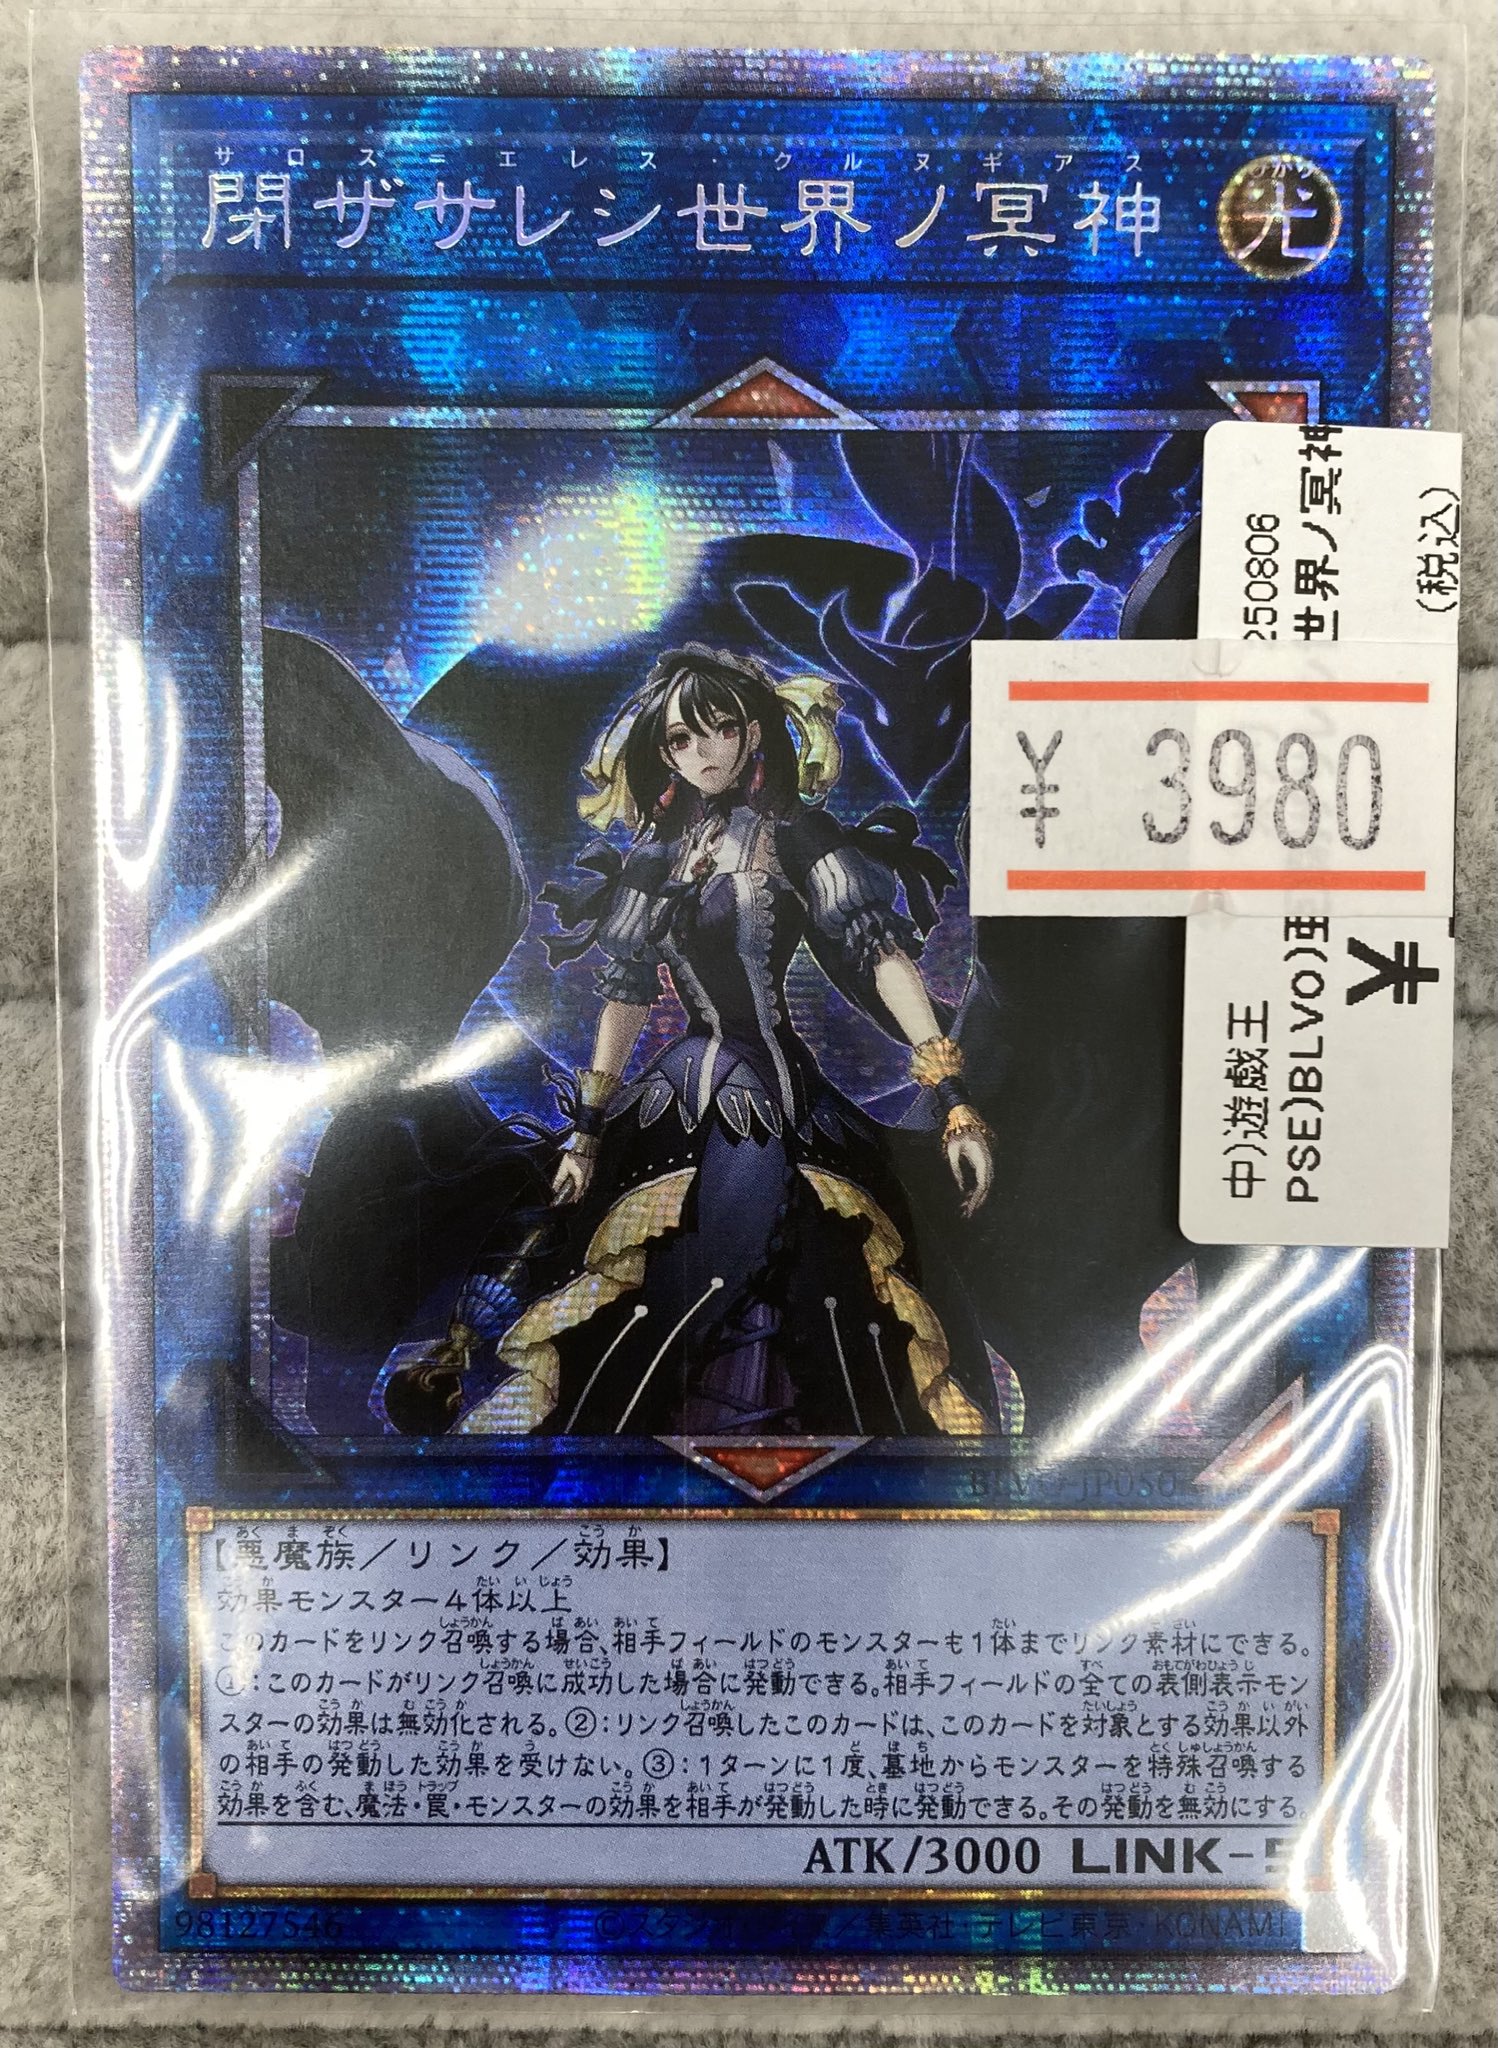 サロス＝エレス・クルヌギアス
閉ザサレシ世界ノ冥神
光
250806
世界ノ冥神
(税込)
¥ 3980
中)遊戯王
PSE)BLVO)
¥
BLVO-JP050
【悪魔族／リンク／効果】
効果モンスター4体以上
このカードをリンク召喚する場合、相手フィールドのモンスターも1体までリンク素材にできる。
①：このカードがリンク召喚に成功した場合に発動できる。相手フィールドの全ての表側表示モン
スターの効果は無効化される。②：リンク召喚したこのカードは、このカードを対象とする効果以外
の相手の発動した効果を受けない。③：1ターンに1度、墓地からモンスターを特殊召喚する
効果を含む、魔法・罠・モンスターの効果を相手が発動した時に発動できる。その発動を無効にする。
ATK/3000 LINK-5
98127546
集英社・テレビ東京・KONAMI